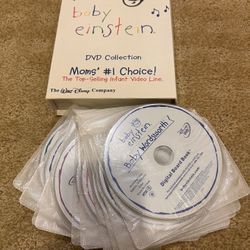 baby
einstein
DVD Collection
Moms' #1 Choice!
The Top-Selling Infant Video Line.
The WALT DISNEY Company
baby
einstein
Baby Wordsworth
Digital Board Book